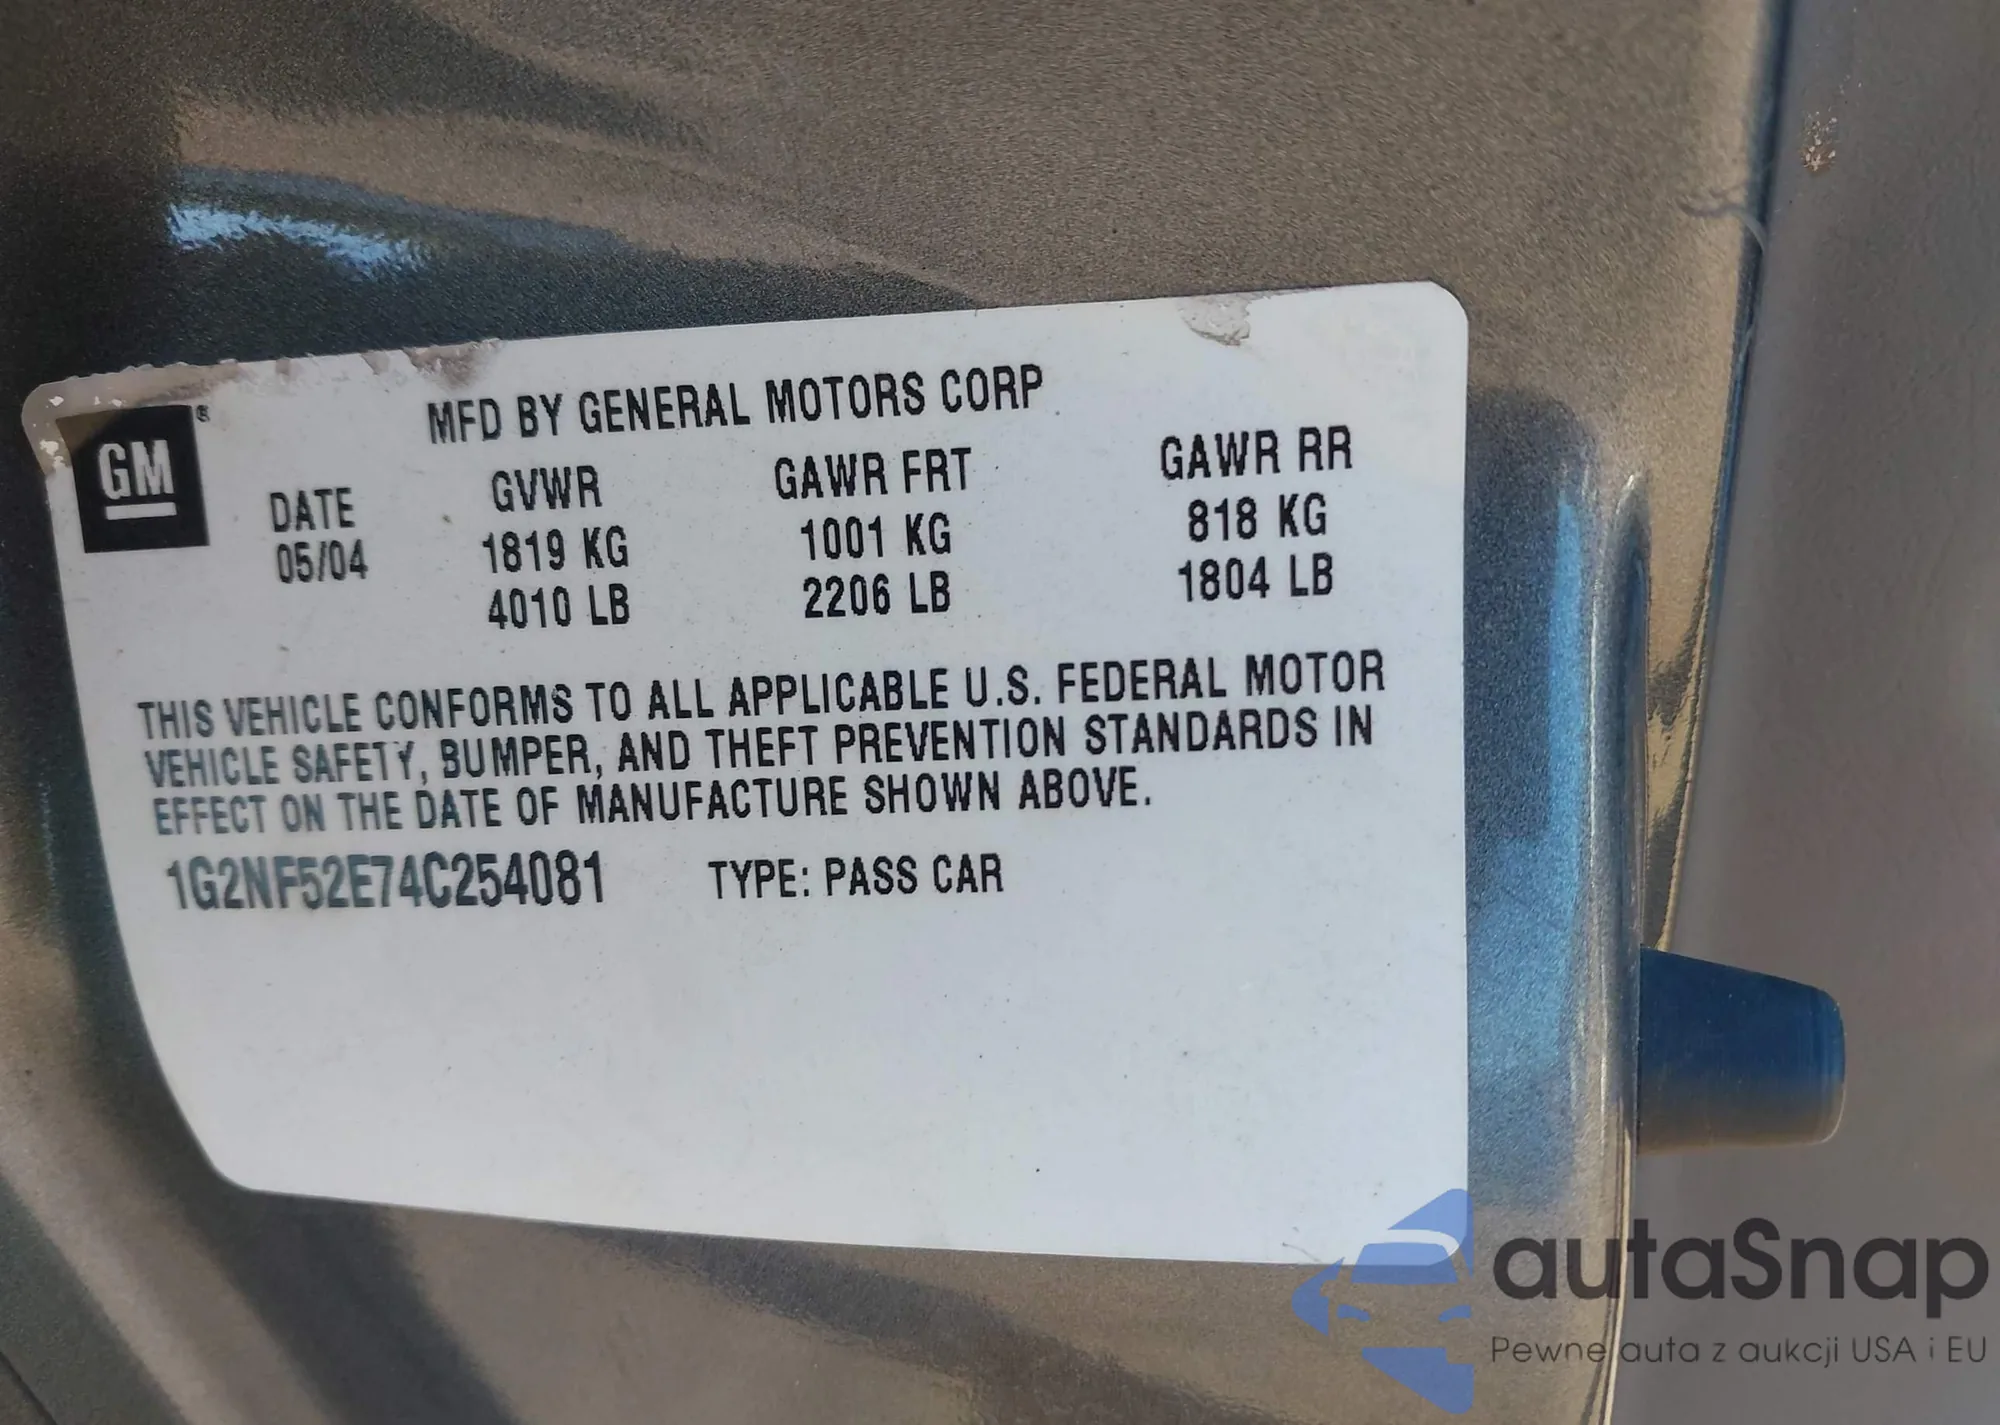 MFD BY GENERAL MOTORS CORP
GM®
DATE GVWR GAWR FRT GAWR RR
05/04 1819 KG 1001 KG 818 KG
4010 LB 2206 LB 1804 LB
THIS VEHICLE CONFORMS TO ALL APPLICABLE U.S. FEDERAL MOTOR
VEHICLE SAFETY, BUMPER, AND THEFT PREVENTION STANDARDS IN
EFFECT ON THE DATE OF MANUFACTURE SHOWN ABOVE.
1G2NF52E74C254081 TYPE: PASS CAR
autaSnap
Pewne auta z aukcji USA i EU